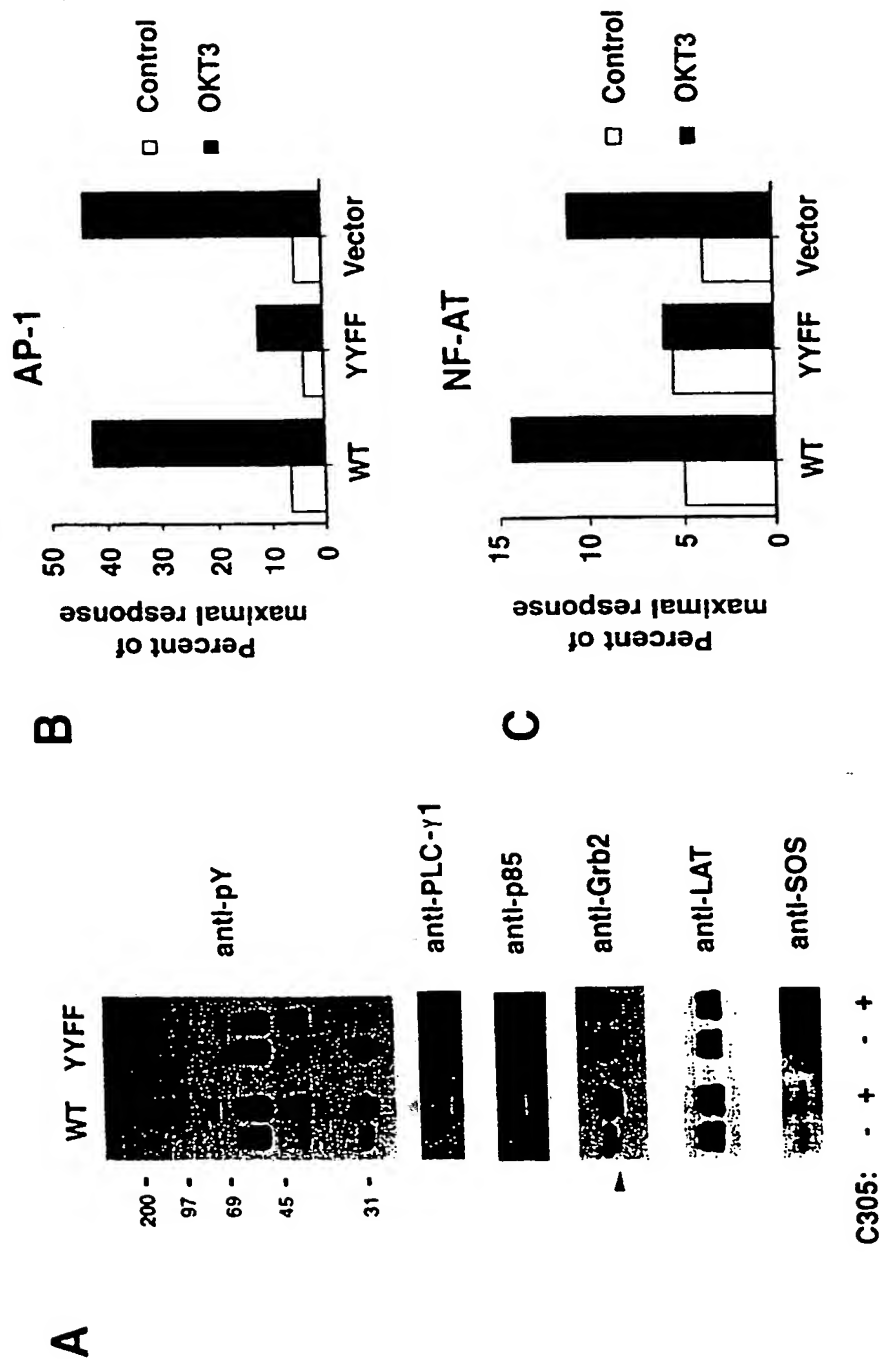 A
WT YYFF
200 -
97 -
69 -
45 -
31 -
anti-pY
anti-PLC-γ1
anti-p85
anti-Grb2
anti-LAT
anti-SOS
C305: - + - +
B
AP-1
Percent of
maximal response
50
40
30
20
10
0
WT YYFF Vector
Control
OKT3
C
NF-AT
Percent of
maximal response
15
10
5
0
WT YYFF Vector
Control
OKT3